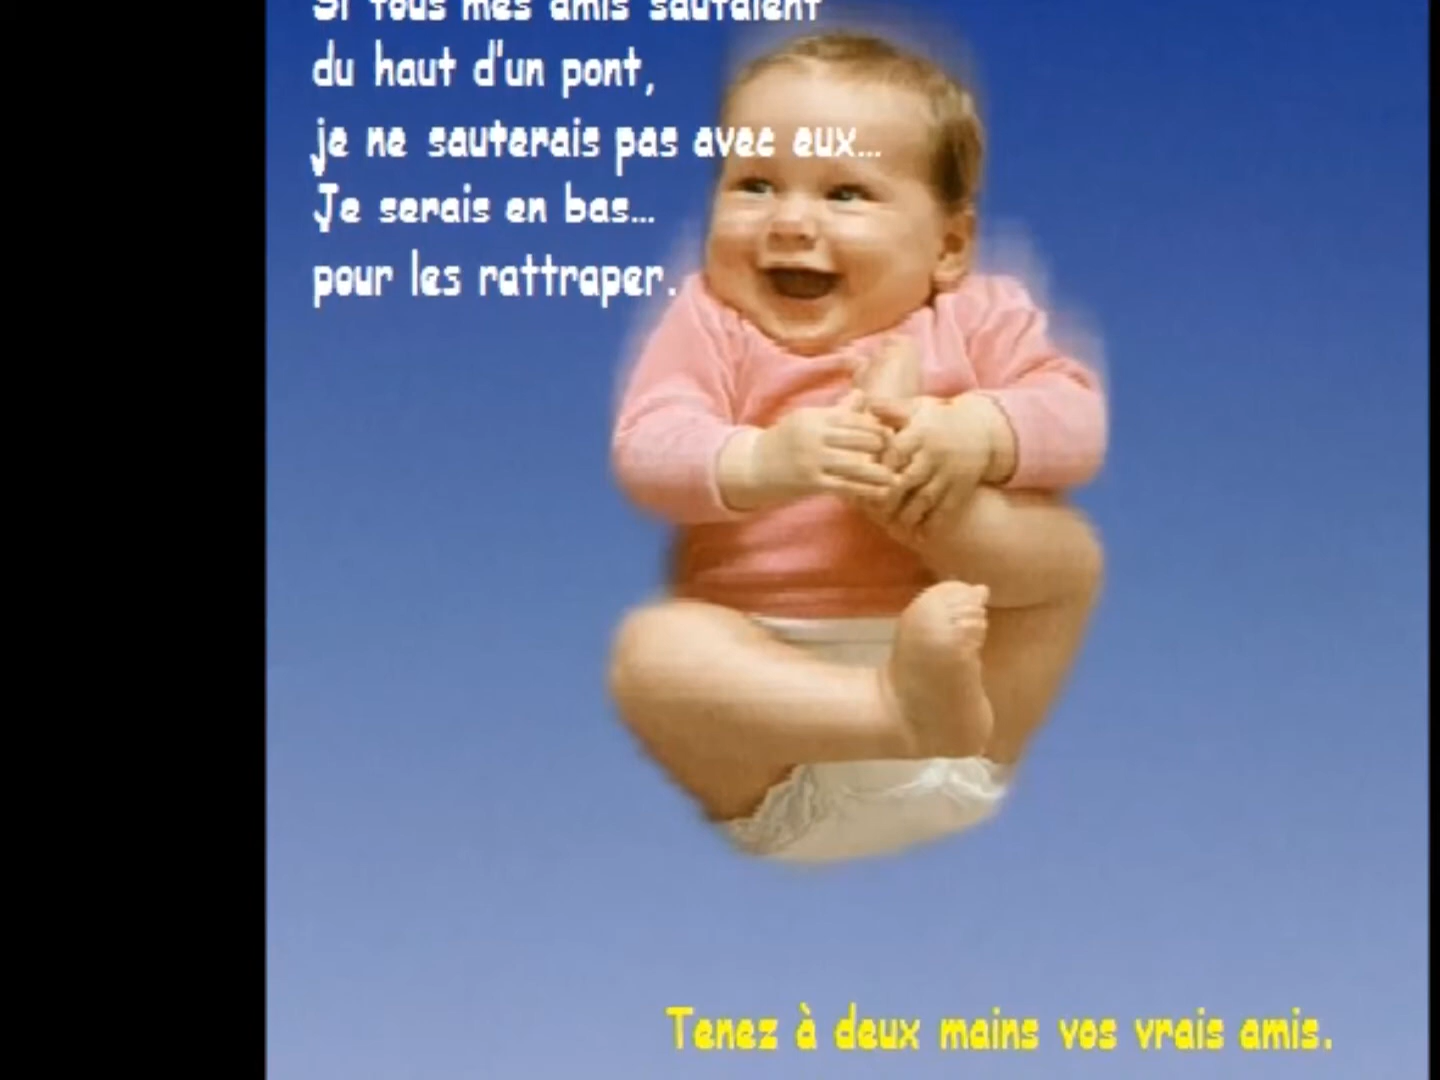 Si tous mes amis sautaient
du haut d'un pont,
je ne sauterais pas avec eux...
Je serais en bas...
pour les rattraper.
Tenez à deux mains vos vrais amis.